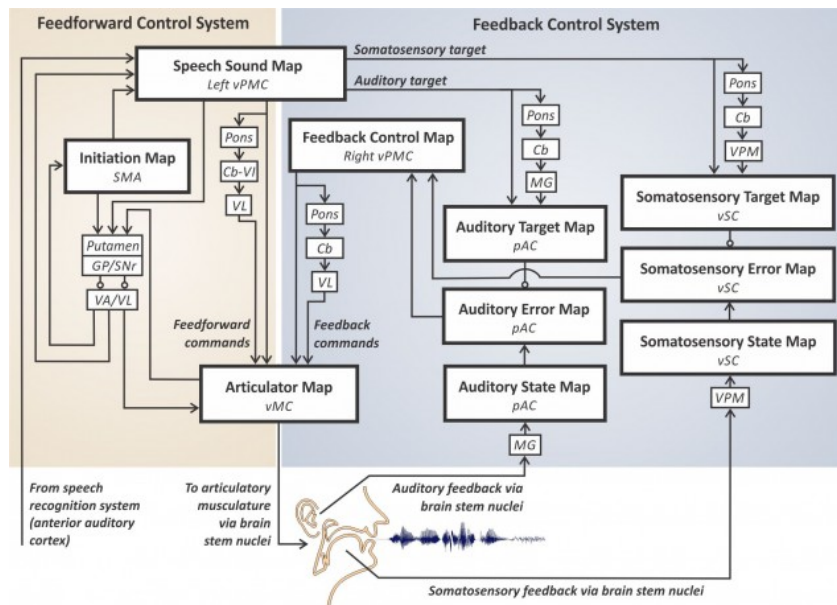 Feedforward Control System
Feedback Control System
Speech Sound Map
Left vPMC
Somatosensory target
Auditory target
Pons
Cb
VPM
Pons
Cb
MG
Pons
Cb-VI
VL
Initiation Map
SMA
Feedback Control Map
Right vPMC
Pons
Cb
VL
Putamen
GP/SNr
VA/VL
Auditory Target Map
pAC
Somatosensory Target Map
vSC
Somatosensory Error Map
vSC
Auditory Error Map
pAC
Somatosensory State Map
vSC
Feedforward
commands
Feedback
commands
Articulator Map
vMC
Auditory State Map
pAC
VPM
MG
From speech
recognition system
(anterior auditory
cortex)
To articulatory
musculature
via brain
stem nuclei
Auditory feedback via
brain stem nuclei
Somatosensory feedback via brain stem nuclei